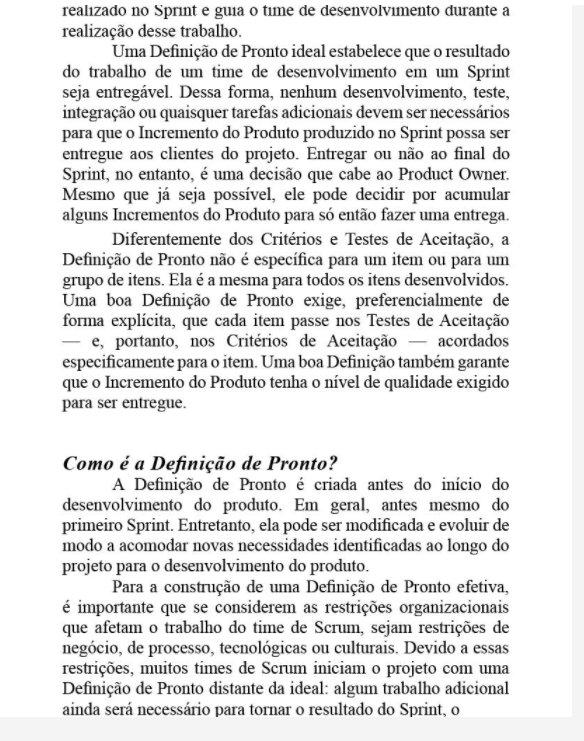 realizado no Sprint e guia o time de desenvolvimento durante a
realização desse trabalho.
Uma Definição de Pronto ideal estabelece que o resultado
do trabalho de um time de desenvolvimento em um Sprint
seja entregável. Dessa forma, nenhum desenvolvimento, teste,
integração ou quaisquer tarefas adicionais devem ser necessários
para que o Incremento do Produto produzido no Sprint possa ser
entregue aos clientes do projeto. Entregar ou não ao final do
Sprint, no entanto, é uma decisão que cabe ao Product Owner.
Mesmo que já seja possível, ele pode decidir por acumular
alguns Incrementos do Produto para só então fazer uma entrega.
Diferentemente dos Critérios e Testes de Aceitação, a
Definição de Pronto não é específica para um item ou para um
grupo de itens. Ela é a mesma para todos os itens desenvolvidos.
Uma boa Definição de Pronto exige, preferencialmente de
forma explícita, que cada item passe nos Testes de Aceitação
— e, portanto, nos Critérios de Aceitação — acordados
especificamente para o item. Uma boa Definição também garante
que o Incremento do Produto tenha o nível de qualidade exigido
para ser entregue.
Como é a Definição de Pronto?
A Definição de Pronto é criada antes do início do
desenvolvimento do produto. Em geral, antes mesmo do
primeiro Sprint. Entretanto, ela pode ser modificada e evoluir de
modo a acomodar novas necessidades identificadas ao longo do
projeto para o desenvolvimento do produto.
Para a construção de uma Definição de Pronto efetiva,
é importante que se considerem as restrições organizacionais
que afetam o trabalho do time de Scrum, sejam restrições de
negócio, de processo, tecnológicas ou culturais. Devido a essas
restrições, muitos times de Scrum iniciam o projeto com uma
Definição de Pronto distante da ideal: algum trabalho adicional
ainda será necessário para tornar o resultado do Sprint, o